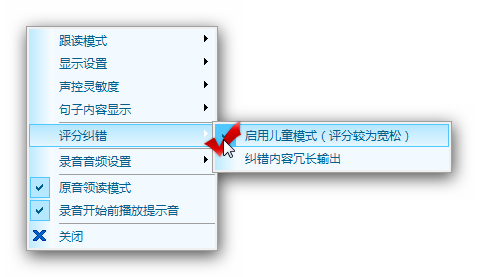 跟读模式
显示设置
声控灵敏度
句子内容显示
评分纠错
启用儿童模式（评分较为宽松）
纠错内容冗长输出
录音音频设置
原音领读模式
录音开始前播放提示音
关闭